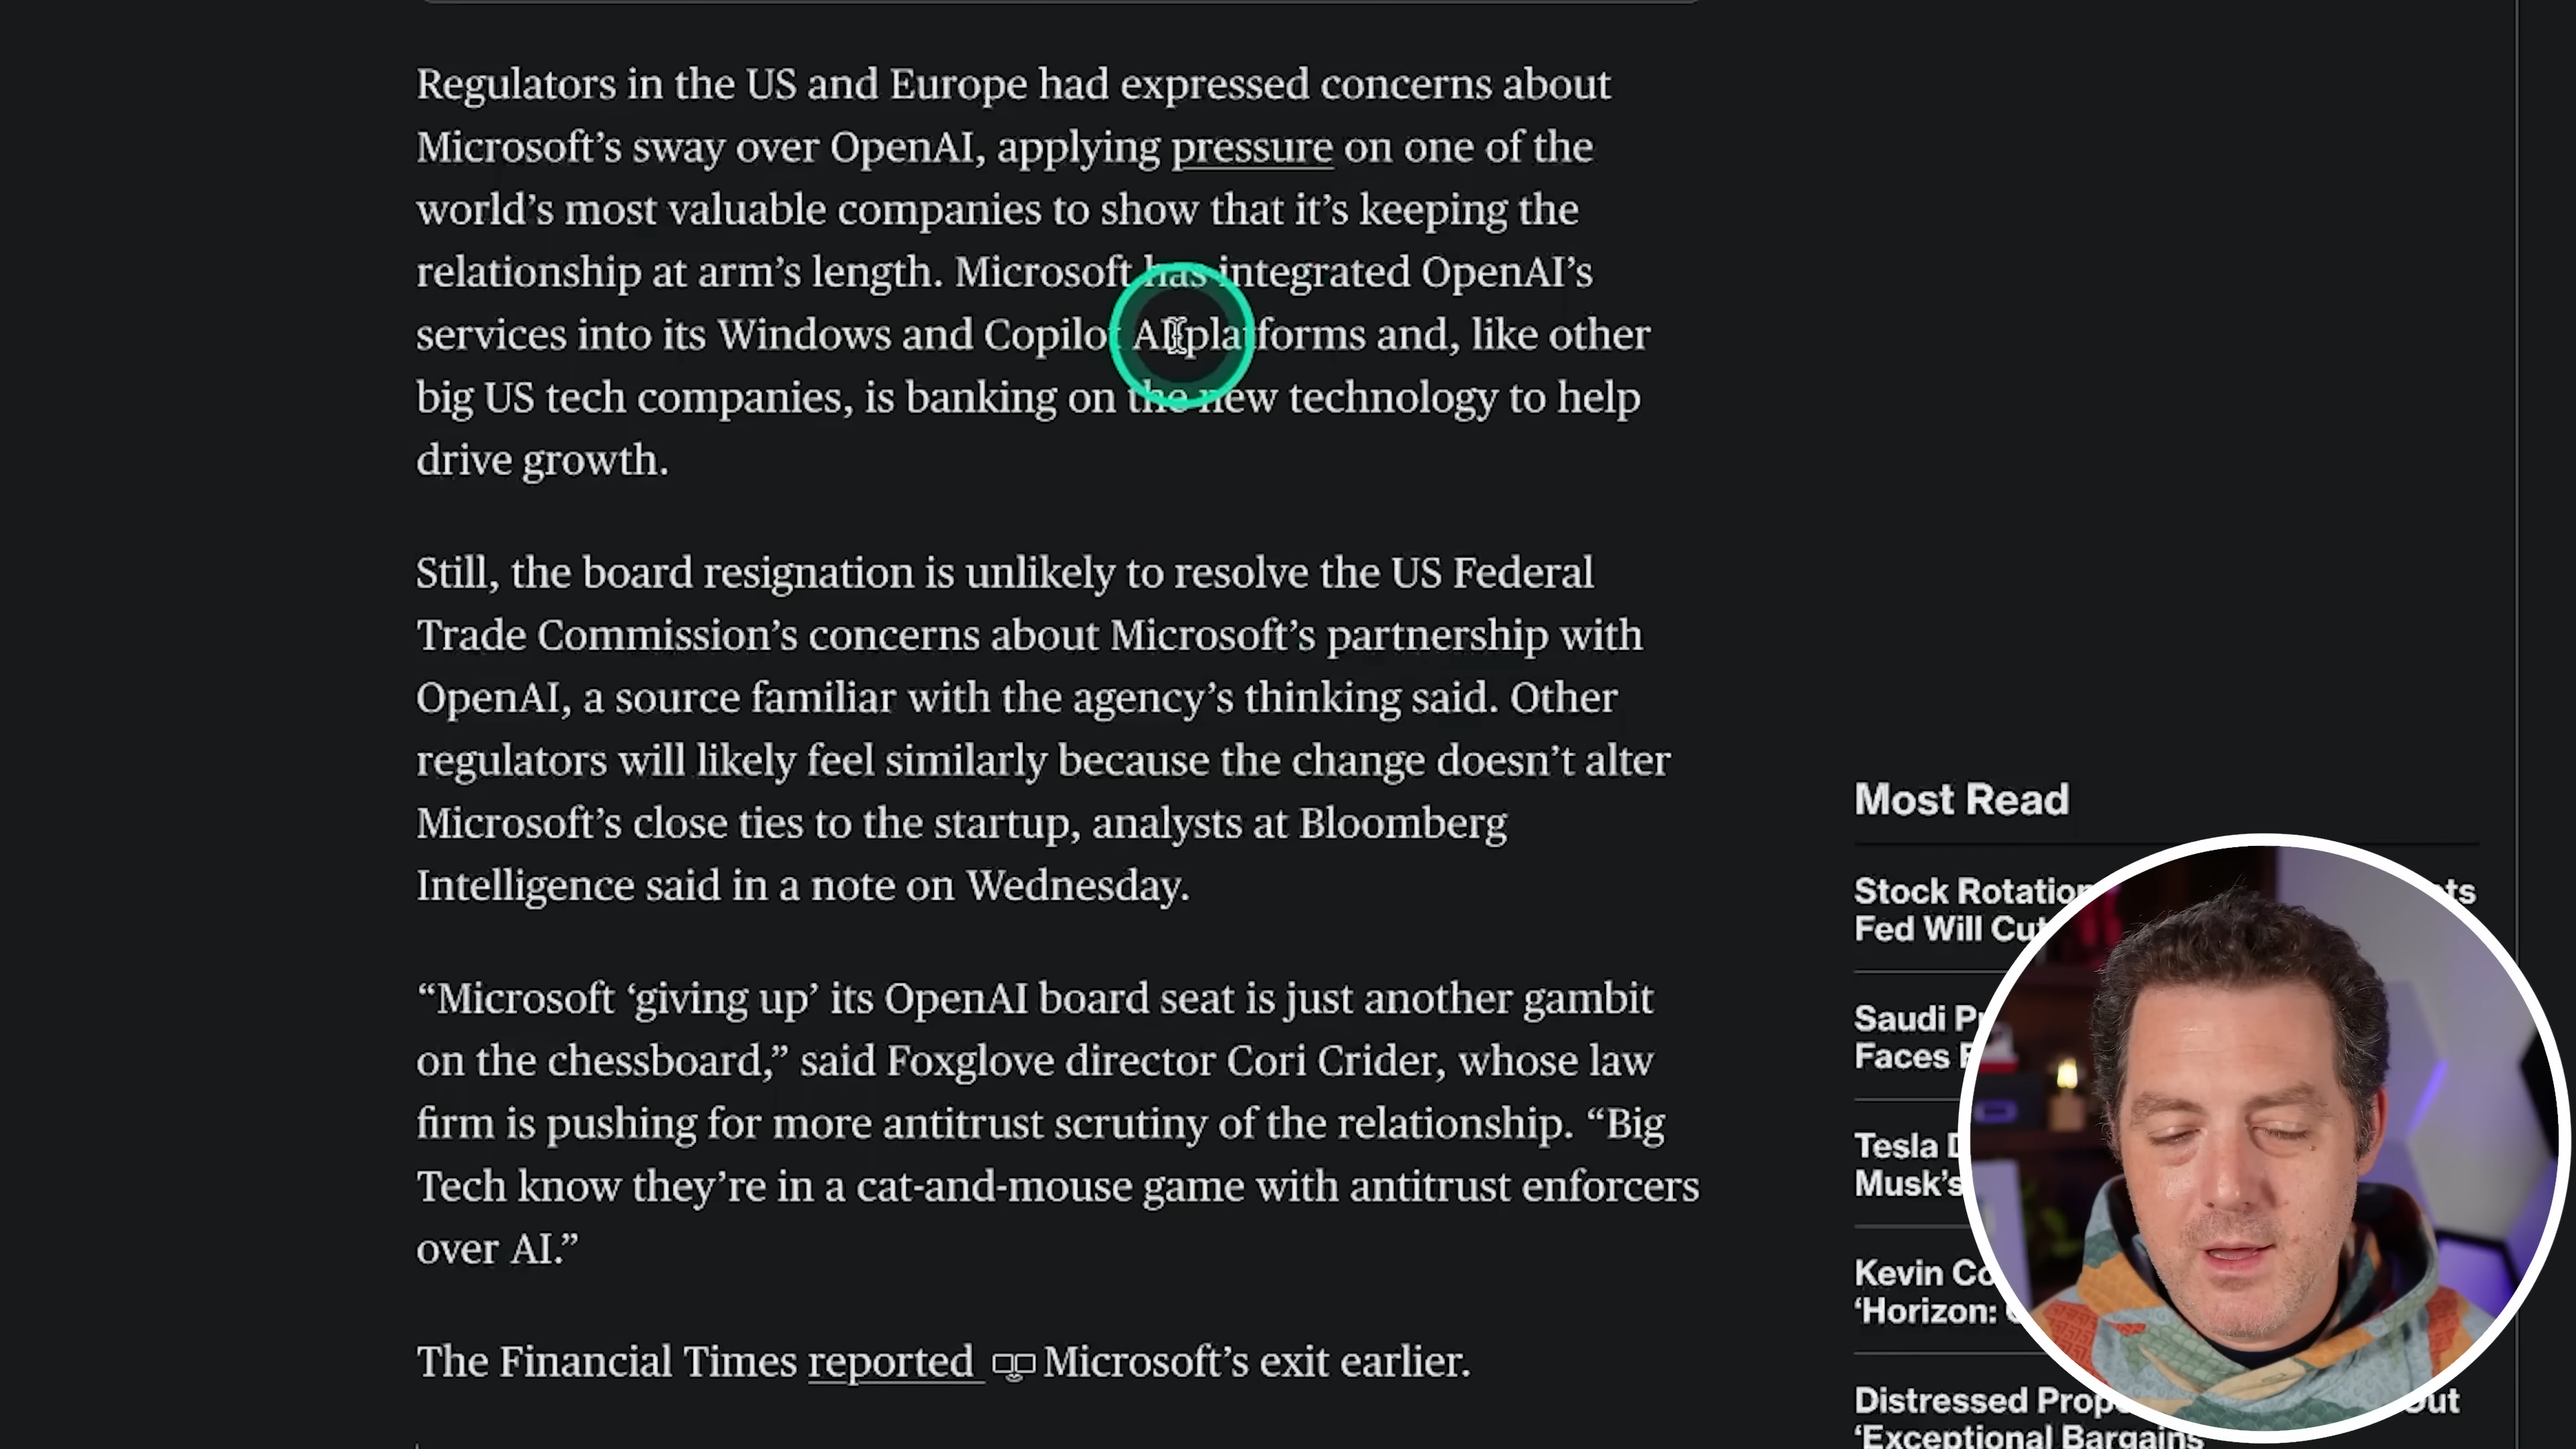 Regulators in the US and Europe had expressed concerns about
Microsoft’s sway over OpenAI, applying pressure on one of the
world’s most valuable companies to show that it’s keeping the
relationship at arm’s length. Microsoft has integrated OpenAI’s
services into its Windows and Copilot AI platforms and, like other
big US tech companies, is banking on the new technology to help
drive growth.
Still, the board resignation is unlikely to resolve the US Federal
Trade Commission’s concerns about Microsoft’s partnership with
OpenAI, a source familiar with the agency’s thinking said. Other
regulators will likely feel similarly because the change doesn’t alter
Microsoft’s close ties to the startup, analysts at Bloomberg
Intelligence said in a note on Wednesday.
“Microsoft ‘giving up’ its OpenAI board seat is just another gambit
on the chessboard,” said Foxglove director Cori Crider, whose law
firm is pushing for more antitrust scrutiny of the relationship. “Big
Tech know they’re in a cat-and-mouse game with antitrust enforcers
over AI.”
The Financial Times reported Microsoft’s exit earlier.
Most Read
Stock Rotation
Fed Will Cut
Saudi
Faces
Tesla
Musk’s
Kevin
‘Horizon:
Distressed
‘Exceptional Bargains